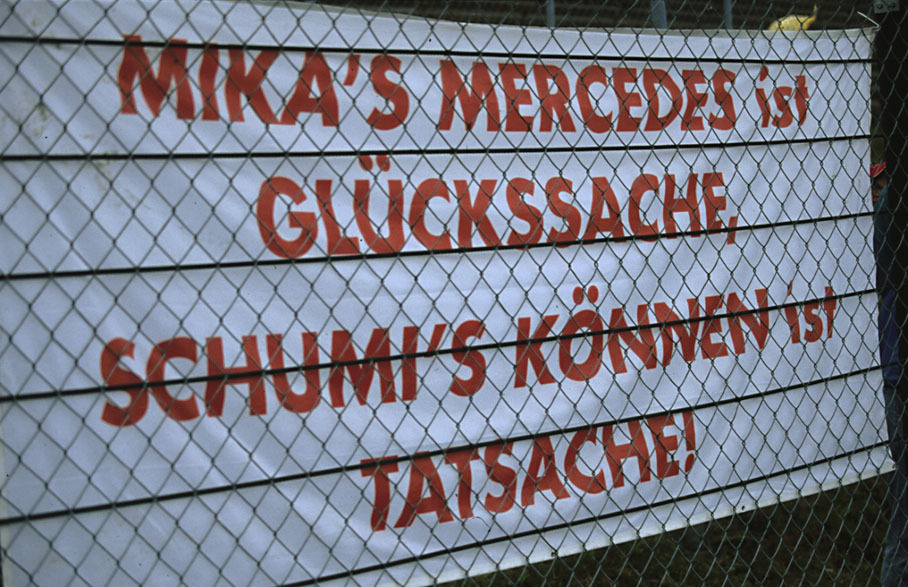 MIKA'S MERCEDES ist
GLÜCKSSACHE,
SCHUMI'S KÖNNEN ist
TATSACHE!